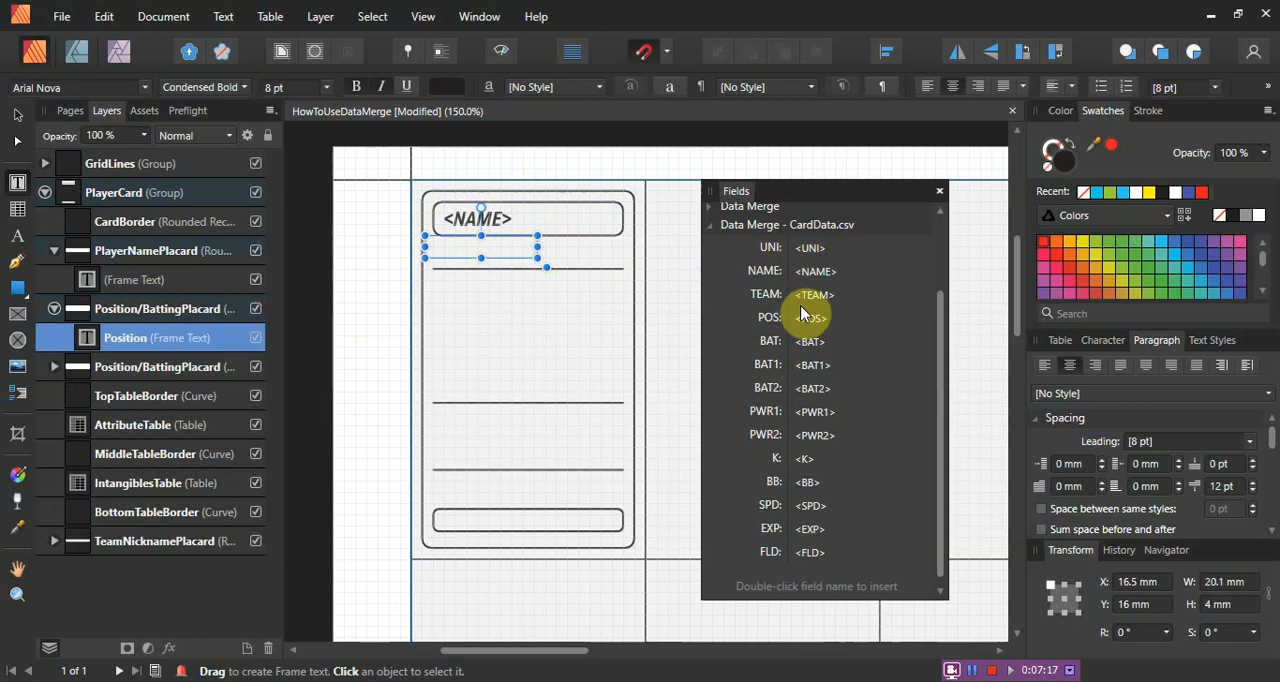 File Edit Document Text Table Layer Select View Window Help
Arial Nova Condensed Bold 8 pt B I U a [No Style] a a ¶ [No Style] ¶ ¶ [8 pt] »
Pages Layers Assets Preflight
HowToUseDataMerge [Modified] (150.0%)
Color Swatches Stroke
Opacity: 100 % Normal
Opacity: 100 %
GridLines (Group)
PlayerCard (Group)
CardBorder (Rounded Rec...
PlayerNamePlacard (Rou...
(Frame Text)
Position/BattingPlacard (...
Position (Frame Text)
Position/BattingPlacard (...
TopTableBorder (Curve)
AttributeTable (Table)
MiddleTableBorder (Curve)
IntangiblesTable (Table)
BottomTableBorder (Curve)
TeamNicknamePlacard (R...
<NAME>
Fields
Data Merge
Data Merge - CardData.csv
UNI: <UNI>
NAME: <NAME>
TEAM: <TEAM>
POS: <POS>
BAT: <BAT>
BAT1: <BAT1>
BAT2: <BAT2>
PWR1: <PWR1>
PWR2: <PWR2>
K: <K>
BB: <BB>
SPD: <SPD>
EXP: <EXP>
FLD: <FLD>
Double-click field name to insert
Recent:
Colors
Search
Table Character Paragraph Text Styles
[No Style]
Spacing
Leading: [8 pt]
0 mm 0 mm 0 pt
0 mm 0 mm 12 pt
Space between same styles: 0 pt
Sum space before and after
Transform History Navigator
X: 16.5 mm W: 20.1 mm
Y: 16 mm H: 4 mm
R: 0 ° S: 0 °
fx
1 of 1
Drag to create Frame text. Click an object to select it.
0:07:17